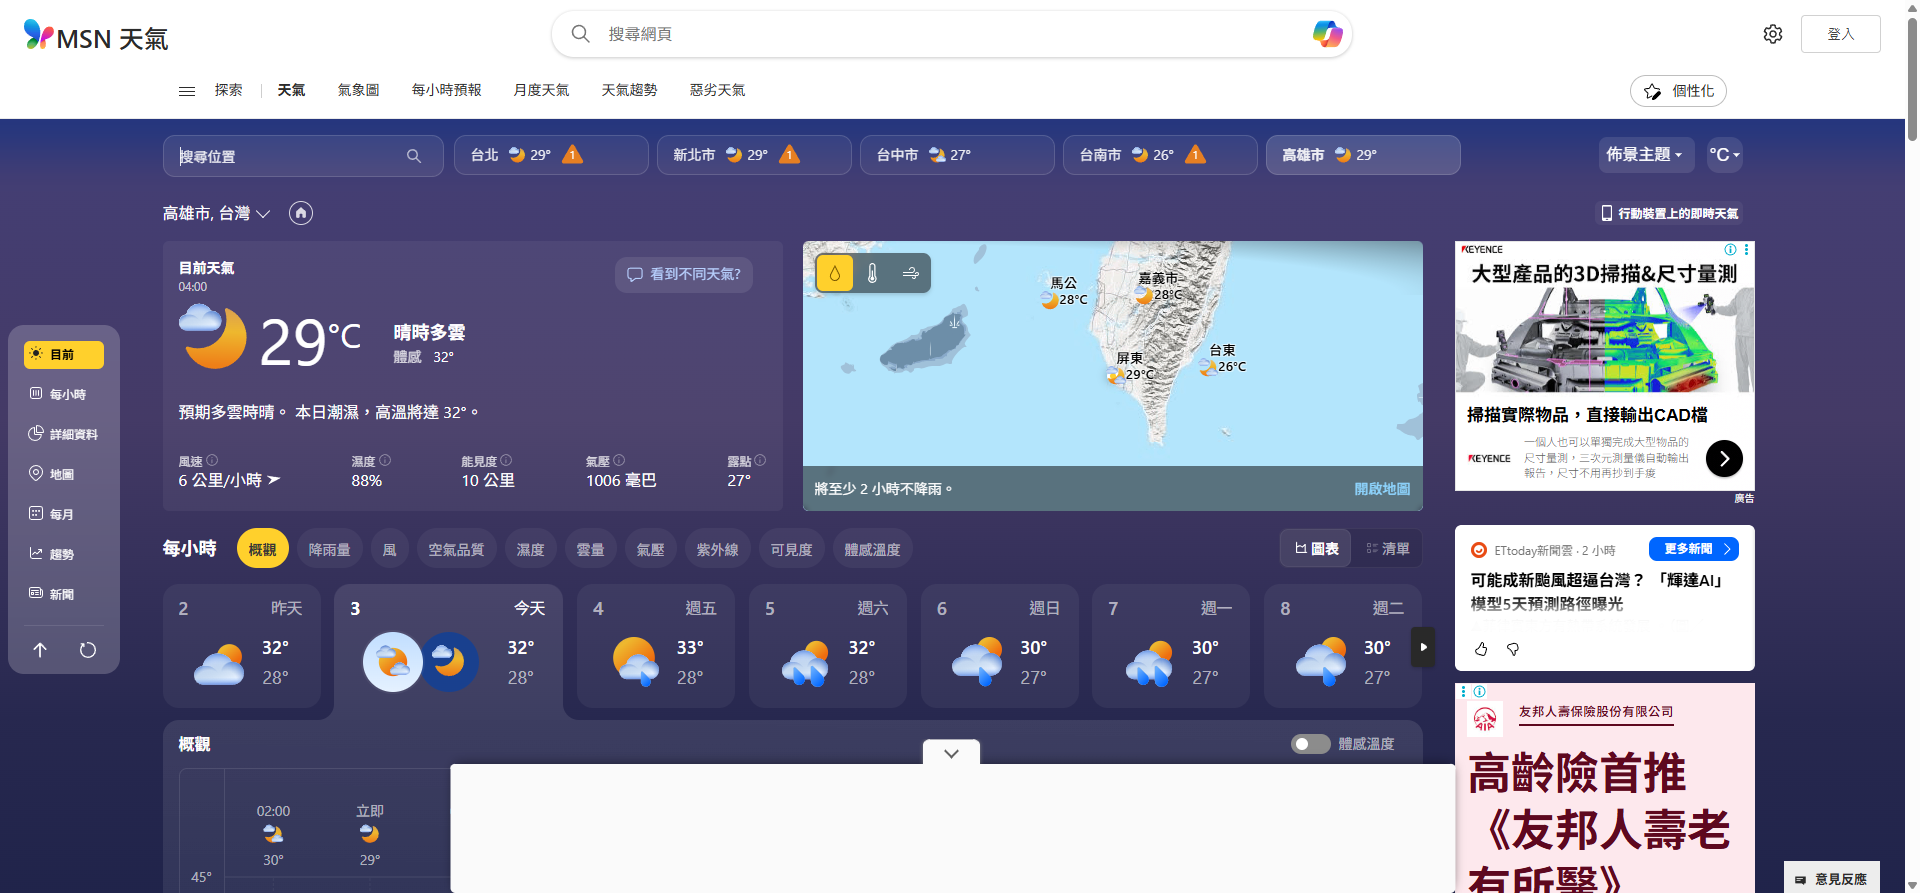 MSN 天氣
搜尋網頁
登入
探索
天氣
氣象圖
每小時預報
月度天氣
天氣趨勢
惡劣天氣
個性化
搜尋位置
台北 29° 1
新北市 29° 1
台中市 27°
台南市 26° 1
高雄市 29°
佈景主題
°C
高雄市, 台灣
行動裝置上的即時天氣
目前天氣
04:00
看到不同天氣?
29°C
晴時多雲
體感 32°
預期多雲時晴。 本日潮濕，高溫將達 32°。
風速
6 公里/小時
濕度
88%
能見度
10 公里
氣壓
1006 毫巴
露點
27°
馬公
28°C
嘉義市
28°C
屏東
29°C
台東
26°C
將至少 2 小時不降雨。
開啟地圖
目前
每小時
詳細資料
地圖
每月
趨勢
新聞
每小時
概觀
降雨量
風
空氣品質
濕度
雲量
氣壓
紫外線
可見度
體感溫度
圖表
清單
2 昨天
32°
28°
3 今天
32°
28°
4 週五
33°
28°
5 週六
32°
28°
6 週日
30°
27°
7 週一
30°
27°
8 週二
30°
27°
概觀
體感溫度
02:00
30°
立即
29°
45°
KEYENCE
大型產品的3D掃描&尺寸量測
掃描實際物品，直接輸出CAD檔
KEYENCE
一個人也可以單獨完成大型物品的
尺寸量測，三次元測量儀自動輸出
報告，尺寸不用再抄到手痠
廣告
ETtoday新聞雲 · 2 小時
更多新聞
可能成新颱風超逼台灣？ 「輝達AI」
模型5天預測路徑曝光
AIA
友邦人壽保險股份有限公司
高齡險首推
《友邦人壽老
有所醫》
意見反應